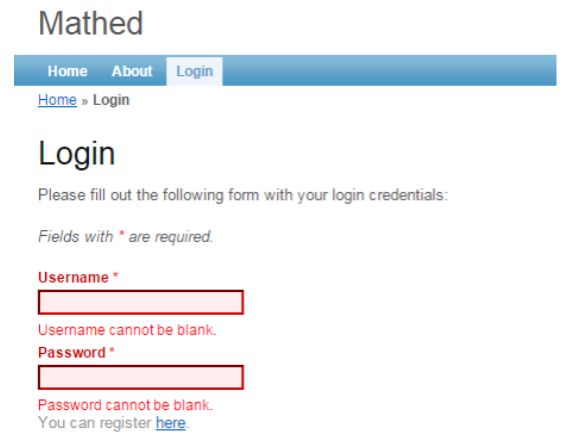 Mathed
Home About Login
Home » Login
Login
Please fill out the following form with your login credentials:
Fields with * are required.
Username *
Username cannot be blank.
Password *
Password cannot be blank.
You can register here.